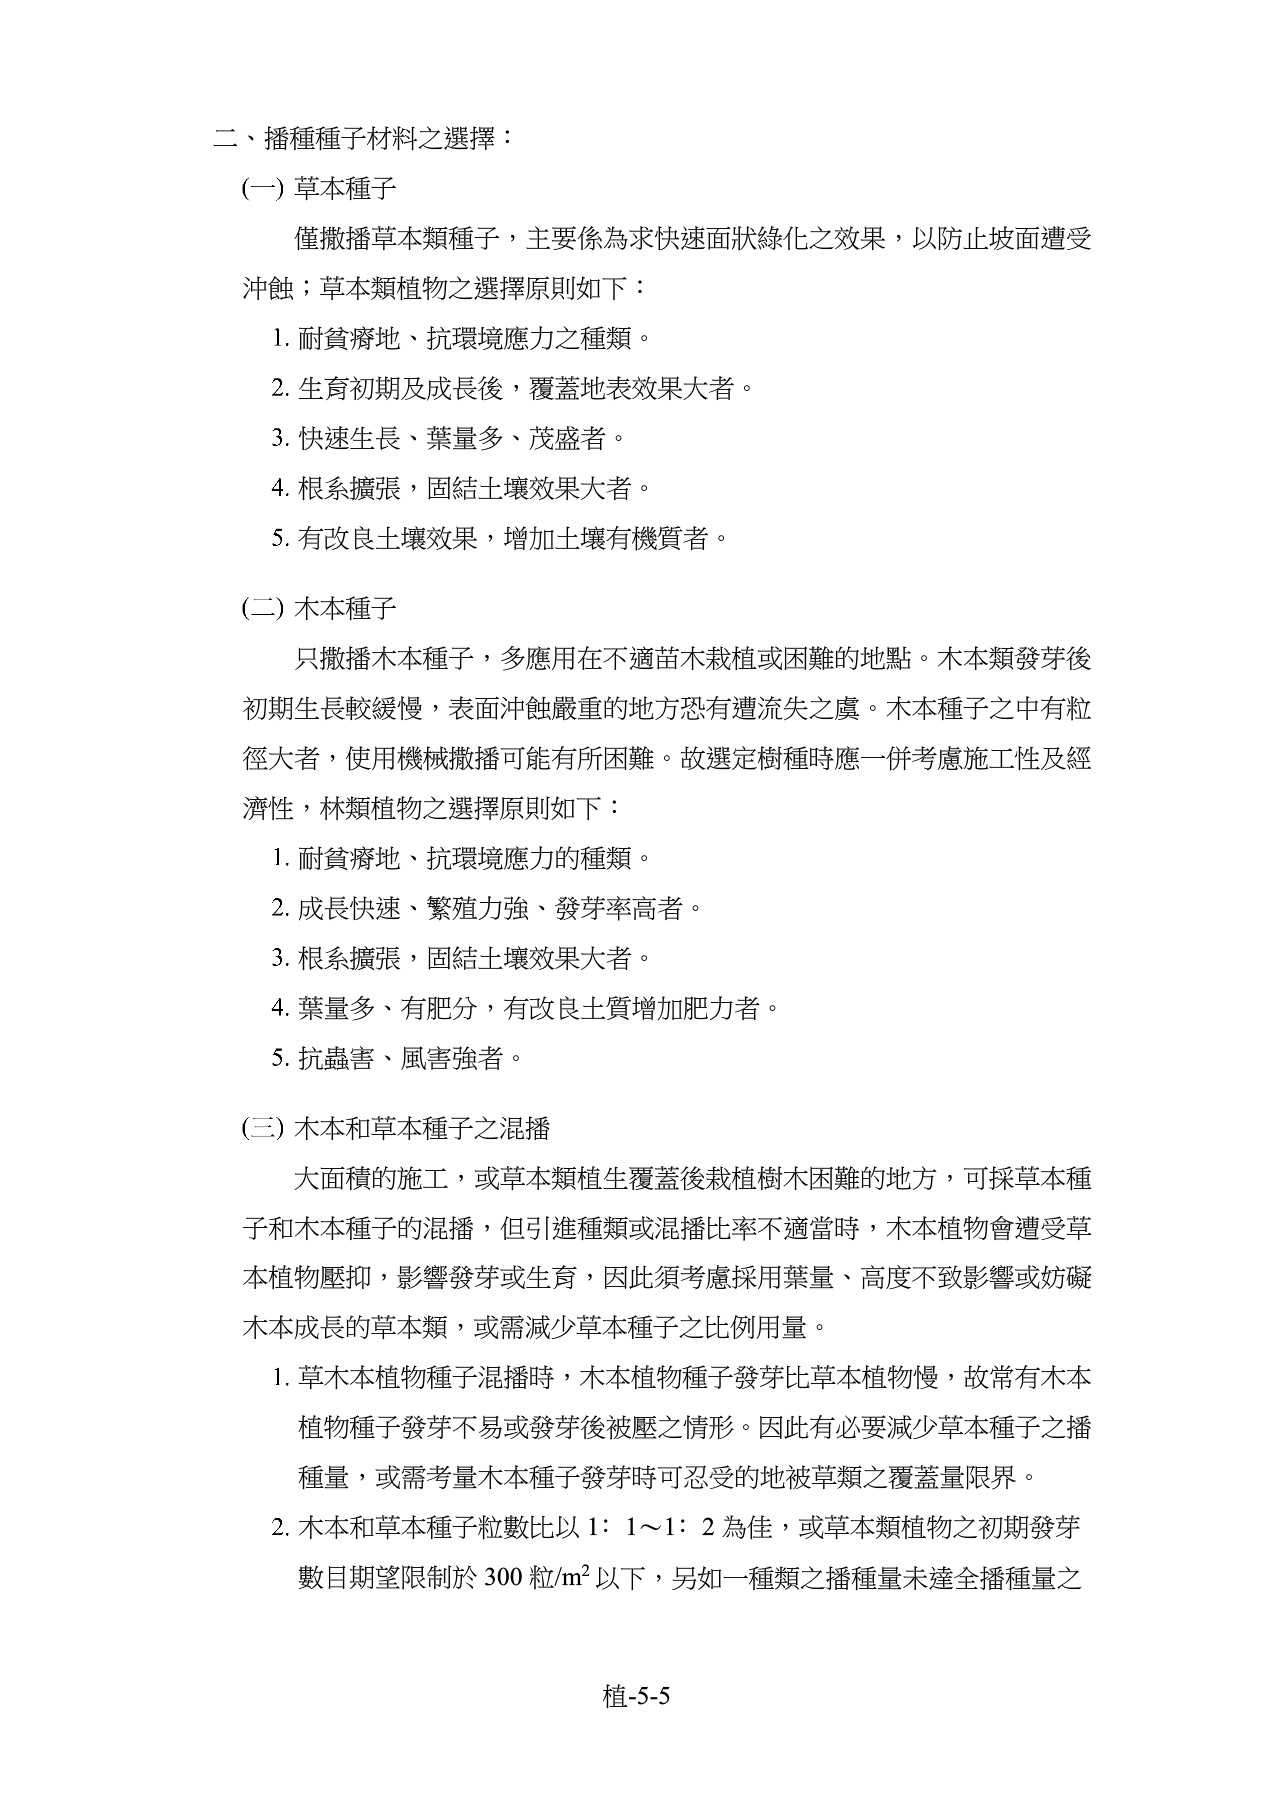 二、播種種子材料之選擇：
(一) 草本種子
僅撒播草本類種子，主要係為求快速面狀綠化之效果，以防止坡面遭受
沖蝕；草本類植物之選擇原則如下：
1. 耐貧瘠地、抗環境應力之種類。
2. 生育初期及成長後，覆蓋地表效果大者。
3. 快速生長、葉量多、茂盛者。
4. 根系擴張，固結土壤效果大者。
5. 有改良土壤效果，增加土壤有機質者。
(二) 木本種子
只撒播木本種子，多應用在不適苗木栽植或困難的地點。木本類發芽後
初期生長較緩慢，表面沖蝕嚴重的地方恐有遭流失之虞。木本種子之中有粒
徑大者，使用機械撒播可能有所困難。故選定樹種時應一併考慮施工性及經
濟性，林類植物之選擇原則如下：
1. 耐貧瘠地、抗環境應力的種類。
2. 成長快速、繁殖力強、發芽率高者。
3. 根系擴張，固結土壤效果大者。
4. 葉量多、有肥分，有改良土質增加肥力者。
5. 抗蟲害、風害強者。
(三) 木本和草本種子之混播
大面積的施工，或草本類植生覆蓋後栽植樹木困難的地方，可採草本種
子和木本種子的混播，但引進種類或混播比率不適當時，木本植物會遭受草
本植物壓抑，影響發芽或生育，因此須考慮採用葉量、高度不致影響或妨礙
木本成長的草本類，或需減少草本種子之比例用量。
1. 草木本植物種子混播時，木本植物種子發芽比草本植物慢，故常有木本
植物種子發芽不易或發芽後被壓之情形。因此有必要減少草本種子之播
種量，或需考量木本種子發芽時可忍受的地被草類之覆蓋量限界。
2. 木本和草本種子粒數比以 1：1～1：2 為佳，或草本類植物之初期發芽
數目期望限制於 300 粒/m² 以下，另如一種類之播種量未達全播種量之
植-5-5